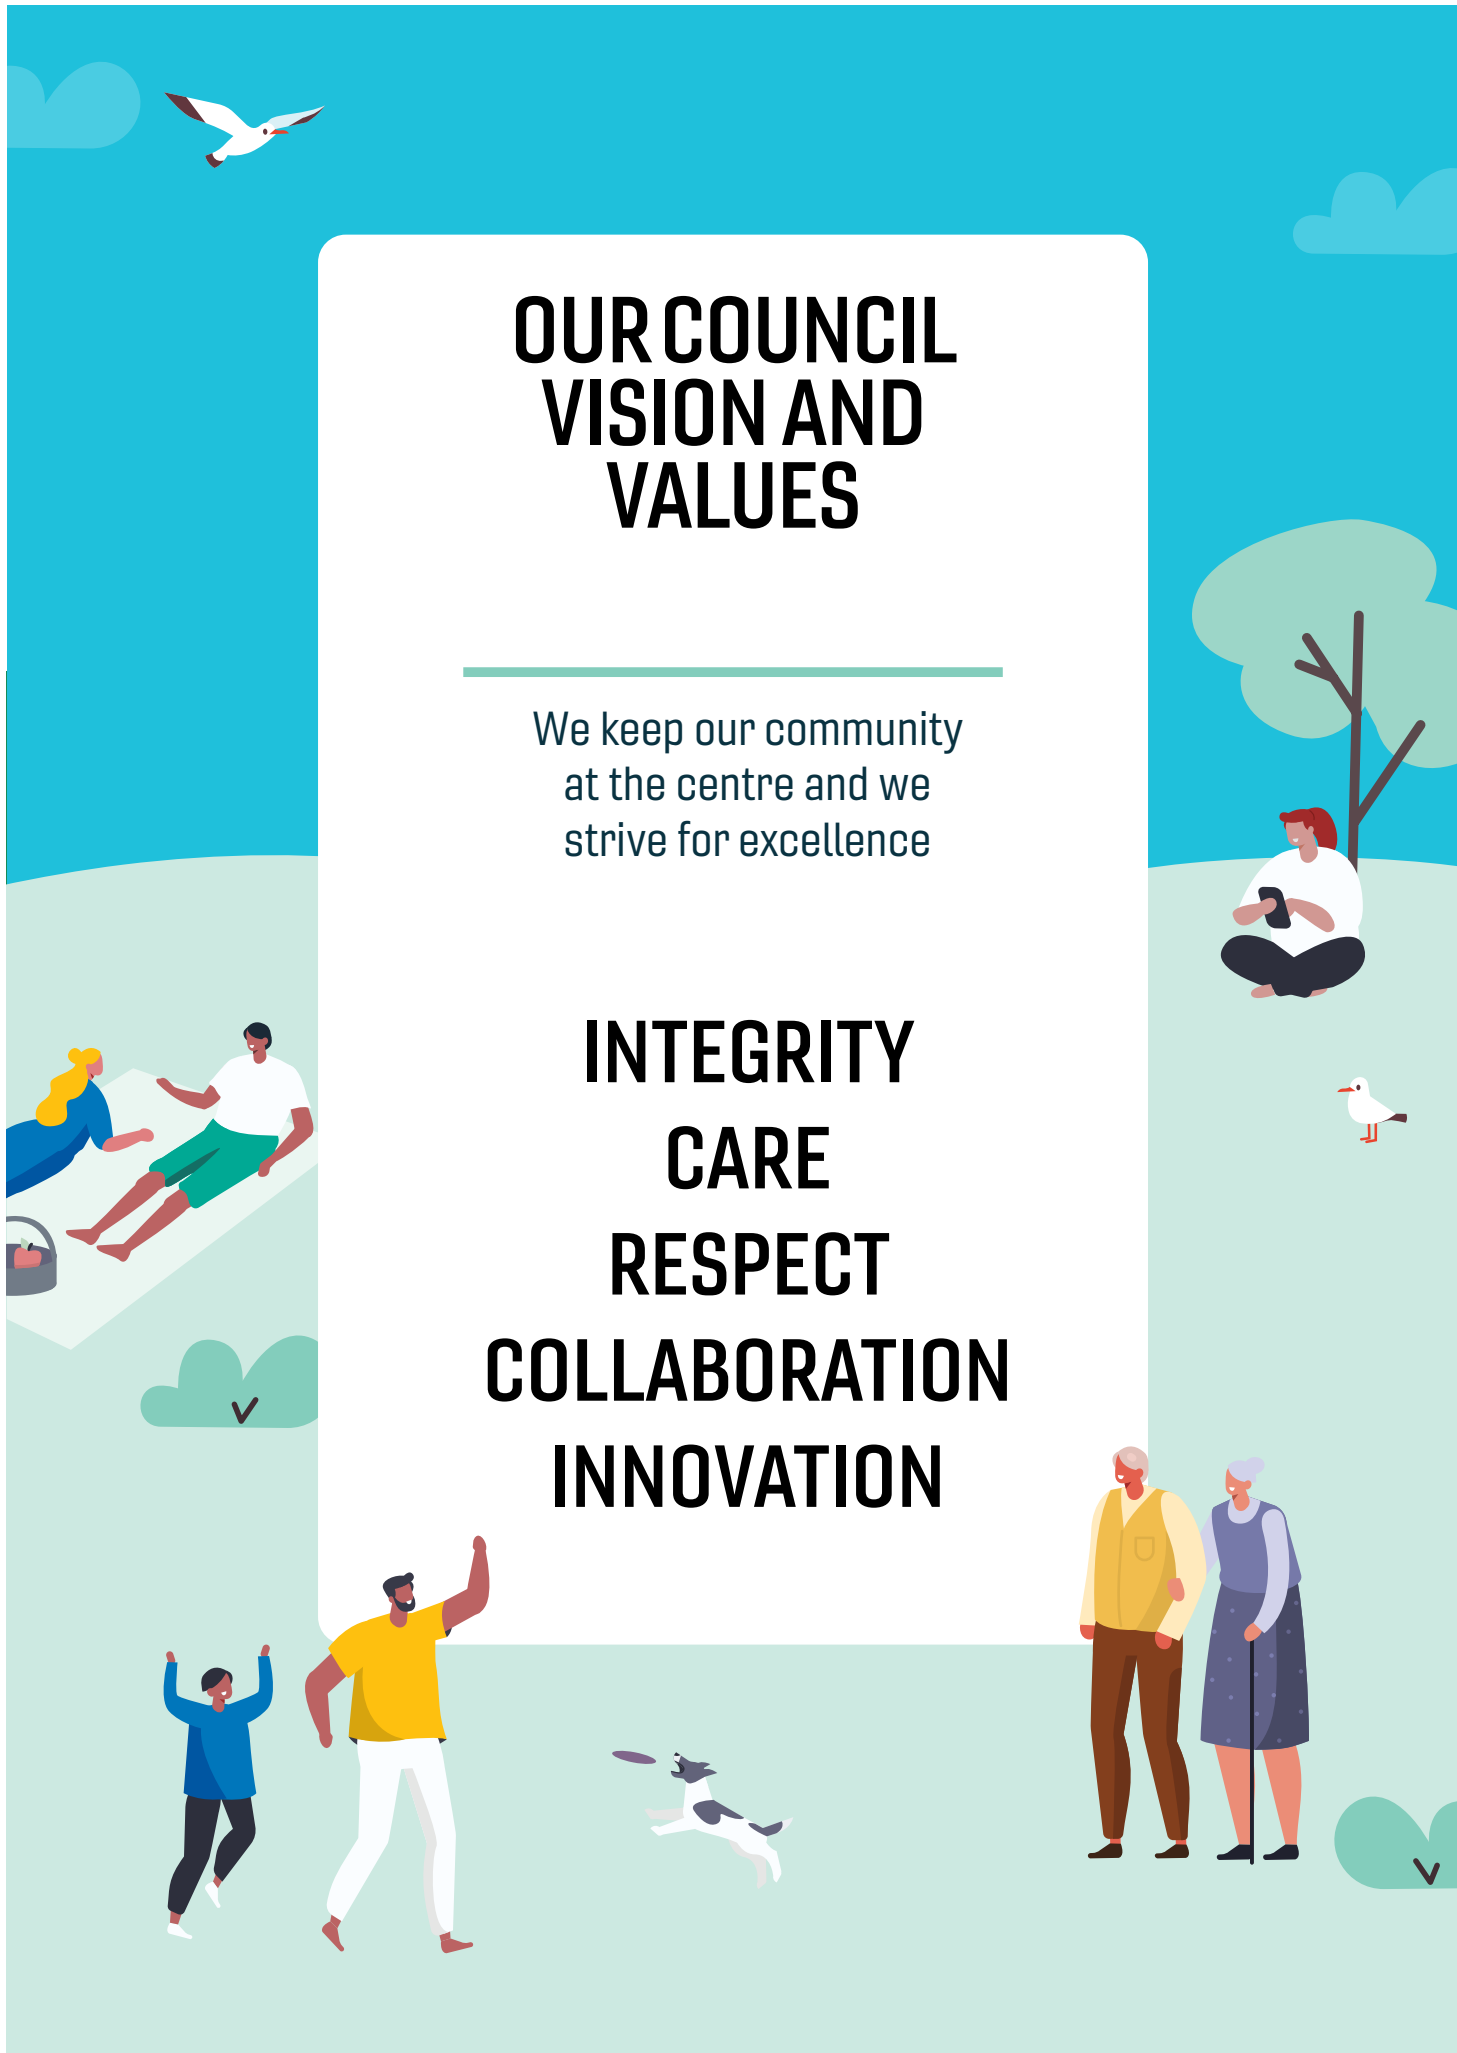 OUR COUNCIL
VISION AND
VALUES
We keep our community
at the centre and we
strive for excellence
INTEGRITY
CARE
RESPECT
COLLABORATION
INNOVATION